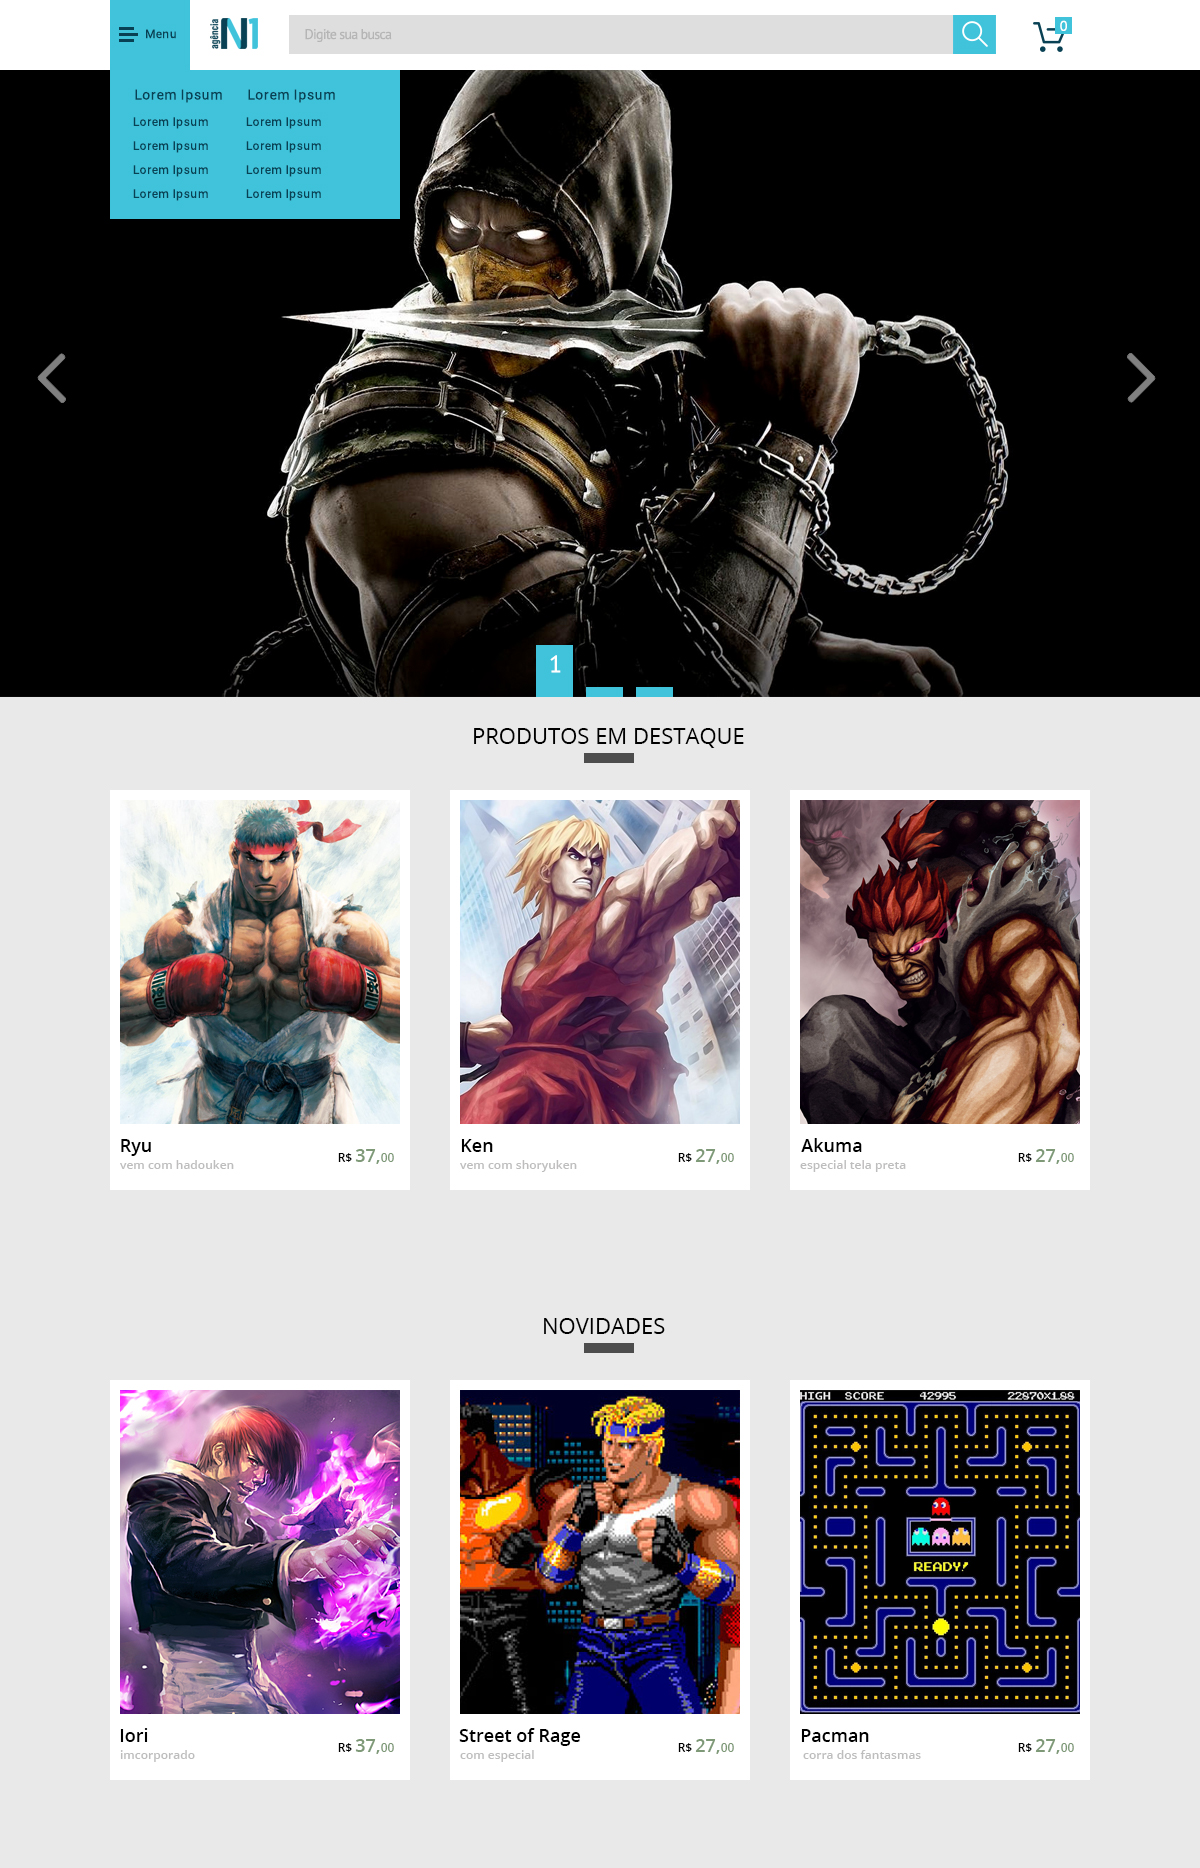 Menu
agência
N1
Digite sua busca
0
Lorem Ipsum Lorem Ipsum
Lorem Ipsum Lorem Ipsum
Lorem Ipsum Lorem Ipsum
Lorem Ipsum Lorem Ipsum
Lorem Ipsum Lorem Ipsum
1
PRODUTOS EM DESTAQUE
Ryu
vem com hadouken
R$ 37,00
Ken
vem com shoryuken
R$ 27,00
Akuma
especial tela preta
R$ 27,00
NOVIDADES
HIGH SCORE 42995 22870X1.88
READY!
Iori
imcorporado
R$ 37,00
Street of Rage
com especial
R$ 27,00
Pacman
corra dos fantasmas
R$ 27,00